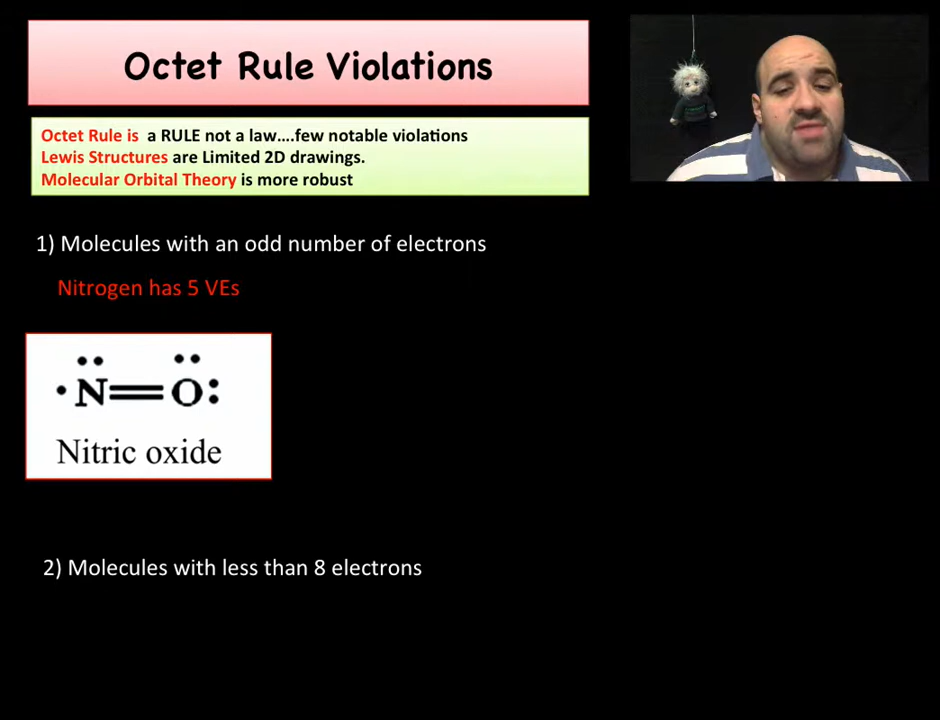 Octet Rule Violations
Octet Rule is a RULE not a law....few notable violations
Lewis Structures are Limited 2D drawings.
Molecular Orbital Theory is more robust
1) Molecules with an odd number of electrons
Nitrogen has 5 VEs
N=O
Nitric oxide
2) Molecules with less than 8 electrons